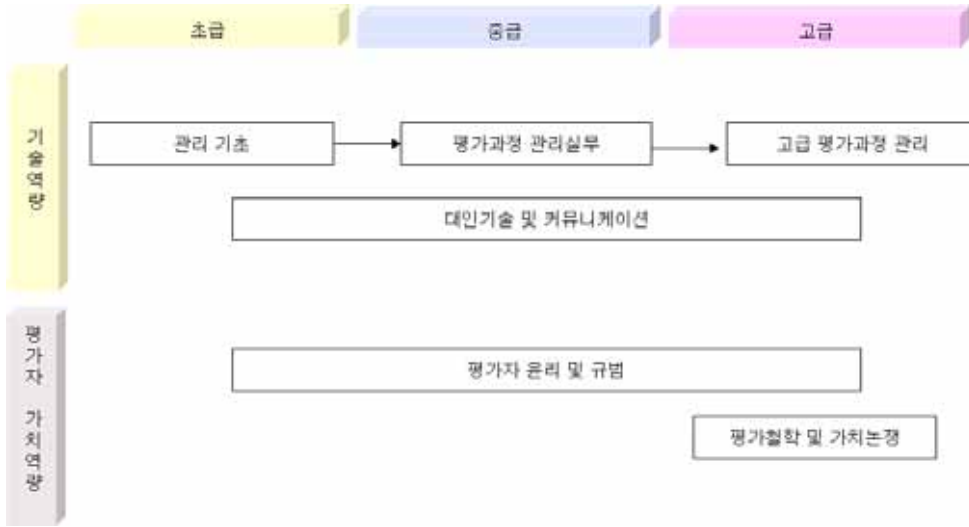 초급
중급
고급
기술역량
관리 기초
평가과정 관리실무
고급 평가과정 관리
대인기술 및 커뮤니케이션
평가자 가치역량
평가자 윤리 및 규범
평가철학 및 가치논쟁